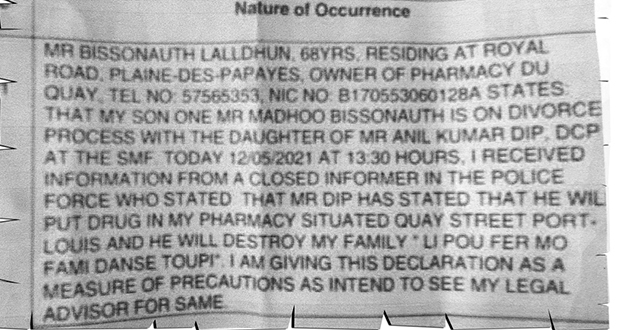 Nature of Occurrence
MR BISSONAUTH LALLDHUN, 68YRS, RESIDING AT ROYAL
ROAD, PLAINE-DES-PAPAYES, OWNER OF PHARMACY DU
QUAY, TEL NO: 57565353, NIC NO: B170553060128A STATES:
THAT MY SON ONE MR MADHOO BISSONAUTH IS ON DIVORCE
PROCESS WITH THE DAUGHTER OF MR ANIL KUMAR DIP, DCP
AT THE SMF. TODAY 12/05/2021 AT 13:30 HOURS, I RECEIVED
INFORMATION FROM A CLOSED INFORMER IN THE POLICE
FORCE WHO STATED THAT MR DIP HAS STATED THAT HE WIL
PUT DRUG IN MY PHARMACY SITUATED QUAY STREET PORT-
LOUIS AND HE WILL DESTROY MY FAMILY " LI POU FER MO
FAMI DANSE TOUPI". I AM GIVING THIS DECLARATION AS A
MEASURE OF PRECAUTIONS AS INTEND TO SEE MY LEGAL
ADVISOR FOR SAME